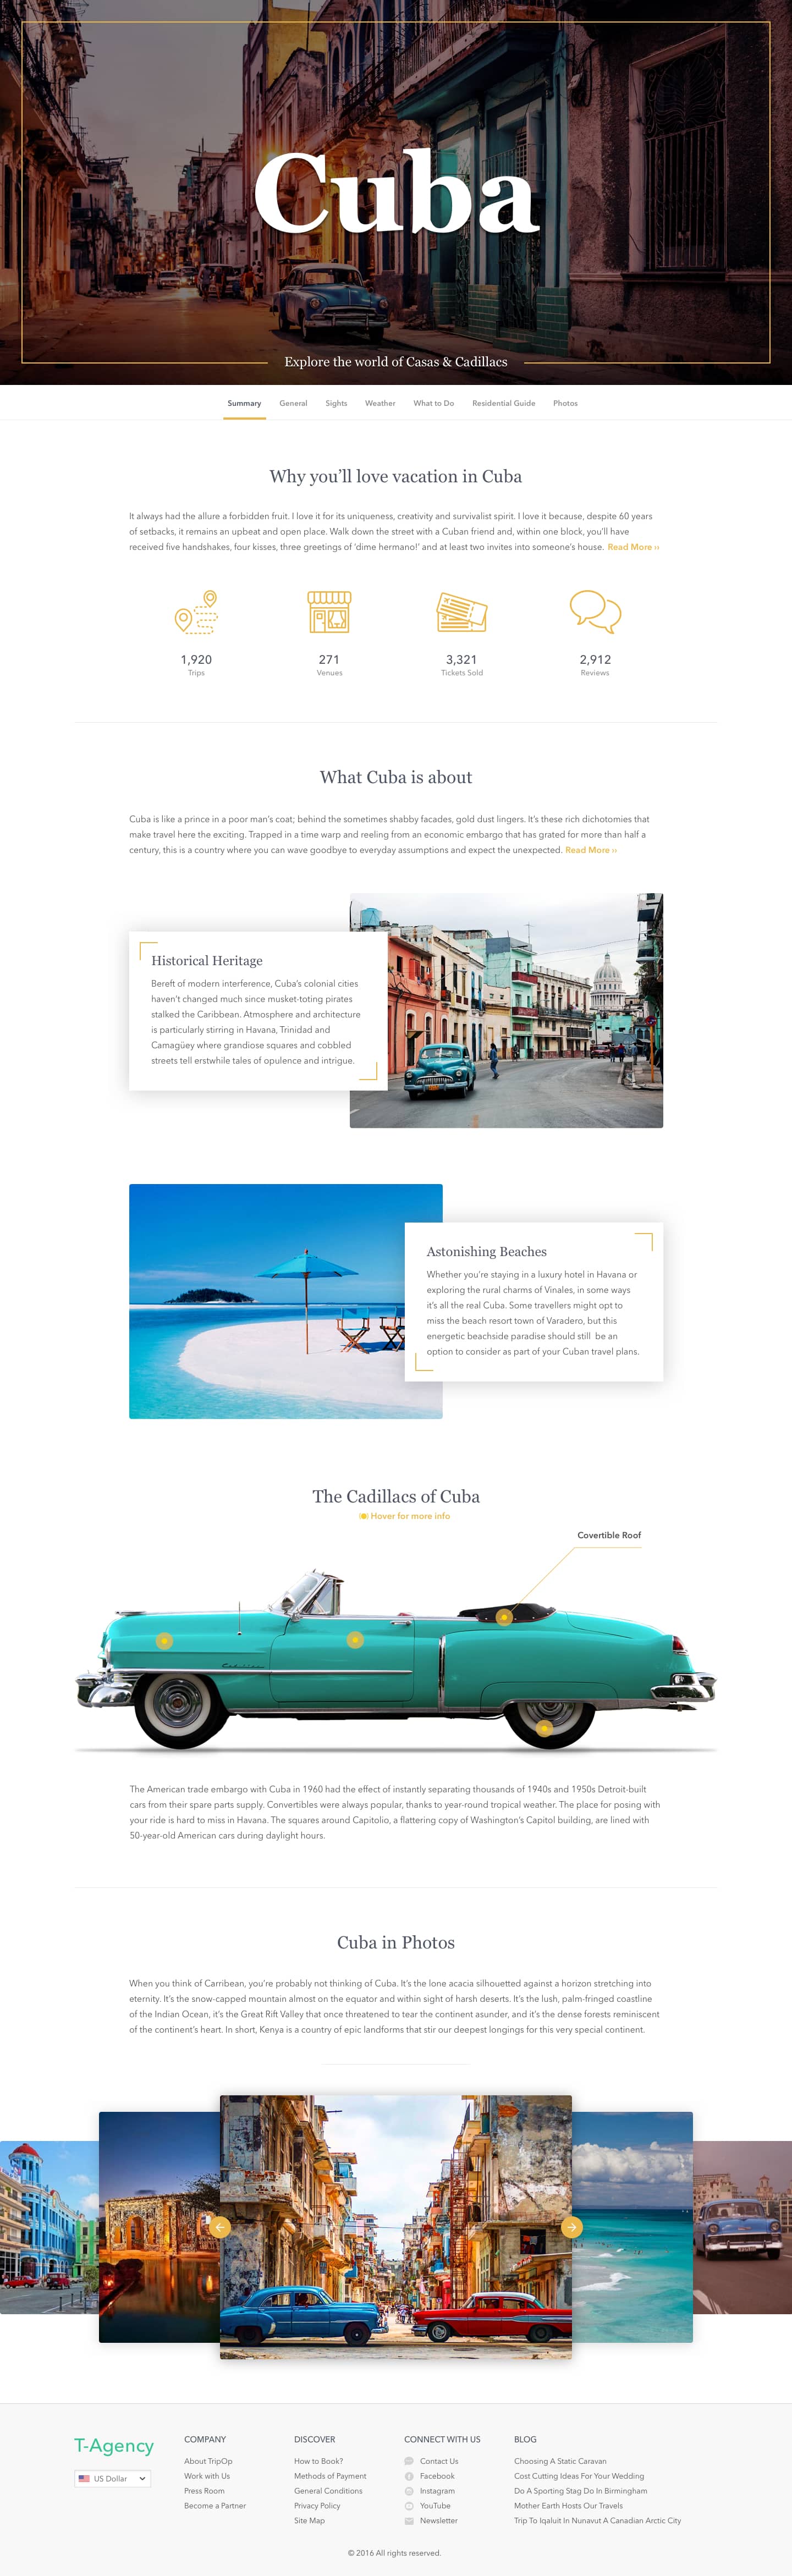 Cuba
Explore the world of Casas & Cadillacs
Summary General Sights Weather What to Do Residential Guide Photos
Why you'll love vacation in Cuba
It always had the allure a forbidden fruit. I love it for its uniqueness, creativity and survivalist spirit. I love it because, despite 60 years
of setbacks, it remains an upbeat and open place. Walk down the street with a Cuban friend and, within one block, you'll have
received five handshakes, four kisses, three greetings of 'dime hermano!' and at least two invites into someone's house. Read More ››
1,920 271 3,321 2,912
Trips Venues Tickets Sold Reviews
What Cuba is about
Cuba is like a prince in a poor man's coat; behind the sometimes shabby facades, gold dust lingers. It's these rich dichotomies that
make travel here the exciting. Trapped in a time warp and reeling from an economic embargo that has grated for more than half a
century, this is a country where you can wave goodbye to everyday assumptions and expect the unexpected. Read More ››
Historical Heritage
Bereft of modern interference, Cuba's colonial cities
haven't changed much since musket-toting pirates
stalked the Caribbean. Atmosphere and architecture
is particularly stirring in Havana, Trinidad and
Camagüey where grandiose squares and cobbled
streets tell erstwhile tales of opulence and intrigue.
Astonishing Beaches
Whether you're staying in a luxury hotel in Havana or
exploring the rural charms of Vinales, in some ways
it's all the real Cuba. Some travellers might opt to
miss the beach resort town of Varadero, but this
energetic beachside paradise should still be an
option to consider as part of your Cuban travel plans.
The Cadillacs of Cuba
Hover for more info
Covertible Roof
Cadillac
The American trade embargo with Cuba in 1960 had the effect of instantly separating thousands of 1940s and 1950s Detroit-built
cars from their spare parts supply. Convertibles were always popular, thanks to year-round tropical weather. The place for posing with
your ride is hard to miss in Havana. The squares around Capitolio, a flattering copy of Washington's Capitol building, are lined with
50-year-old American cars during daylight hours.
Cuba in Photos
When you think of Carribean, you're probably not thinking of Cuba. It's the lone acacia silhouetted against a horizon stretching into
eternity. It's the snow-capped mountain almost on the equator and within sight of harsh deserts. It's the lush, palm-fringed coastline
of the Indian Ocean, it's the Great Rift Valley that once threatened to tear the continent asunder, and it's the dense forests reminiscent
of the continent's heart. In short, Kenya is a country of epic landforms that stir our deepest longings for this very special continent.
T-Agency
US Dollar
COMPANY
About TripOp
Work with Us
Press Room
Become a Partner
DISCOVER
How to Book?
Methods of Payment
General Conditions
Privacy Policy
Site Map
CONNECT WITH US
Contact Us
Facebook
Instagram
YouTube
Newsletter
BLOG
Choosing A Static Caravan
Cost Cutting Ideas For Your Wedding
Do A Sporting Stag Do In Birmingham
Mother Earth Hosts Our Travels
Trip To Iqaluit In Nunavut A Canadian Arctic City
© 2016 All rights reserved.